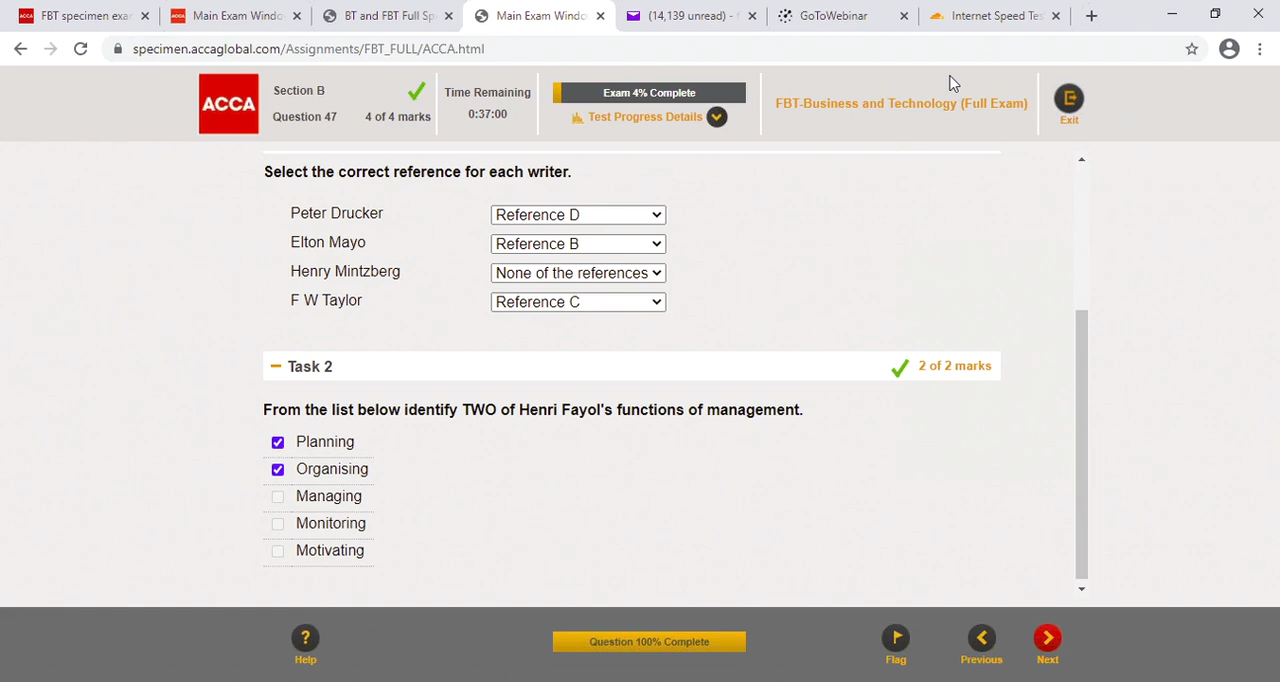 FBT specimen exa
Main Exam Windo
BT and FBT Full Sp
Main Exam Windo
(14,139 unread) - f
GoToWebinar
Internet Speed Tes
specimen.accaglobal.com/Assignments/FBT_FULL/ACCA.html
ACCA
Section B
Question 47
4 of 4 marks
Time Remaining
0:37:00
Exam 4% Complete
Test Progress Details
FBT-Business and Technology (Full Exam)
Exit
Select the correct reference for each writer.
Peter Drucker Reference D
Elton Mayo Reference B
Henry Mintzberg None of the references
F W Taylor Reference C
Task 2 2 of 2 marks
From the list below identify TWO of Henri Fayol's functions of management.
Planning
Organising
Managing
Monitoring
Motivating
Help
Question 100% Complete
Flag
Previous
Next